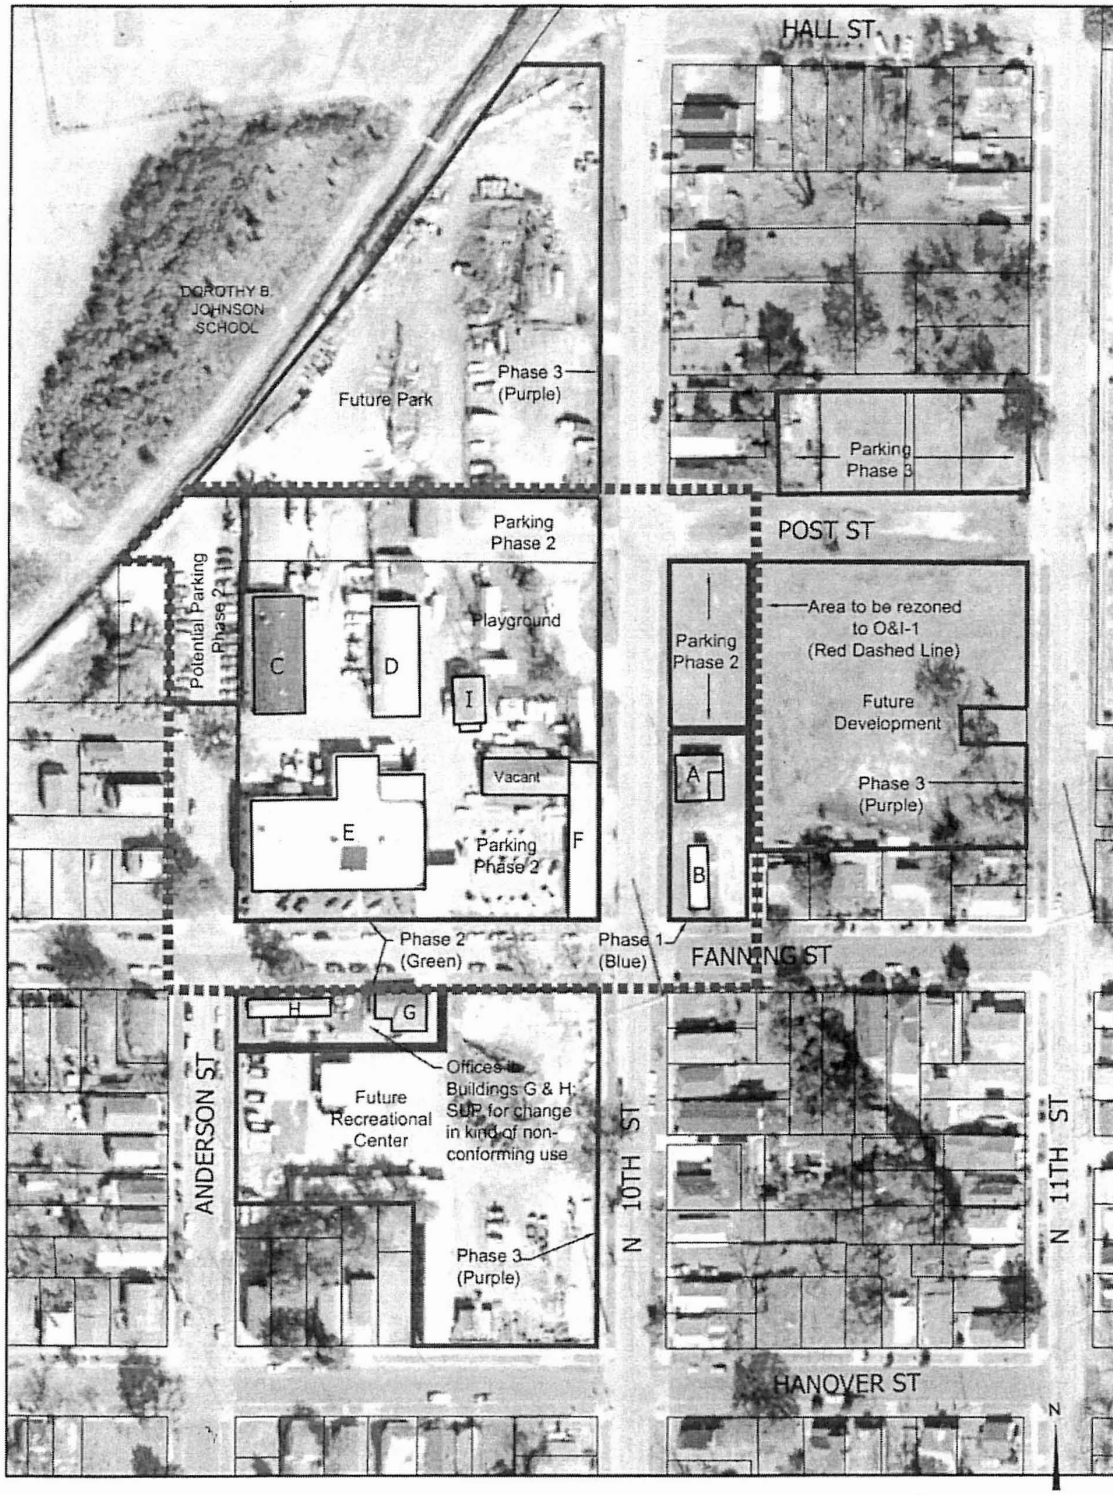 HALL ST
DOROTHY B.
JOHNSON
SCHOOL
Phase 3
(Purple)
Future Park
Parking
Phase 3
Parking
Phase 2
POST ST
Potential Parking
Phase 2
Playground
Parking
Phase 2
Area to be rezoned
to O&I-1
(Red Dashed Line)
C
D
I
Future
Development
Vacant
A
Phase 3
(Purple)
E
F
Parking
Phase 2
B
Phase 2
(Green)
Phase 1
(Blue)
FANNING ST
H
G
Offices in
Buildings G & H:
SUP for change
in kind of non-
conforming use
Future
Recreational
Center
ANDERSON ST
N 10TH ST
N 11TH ST
Phase 3
(Purple)
HANOVER ST
N